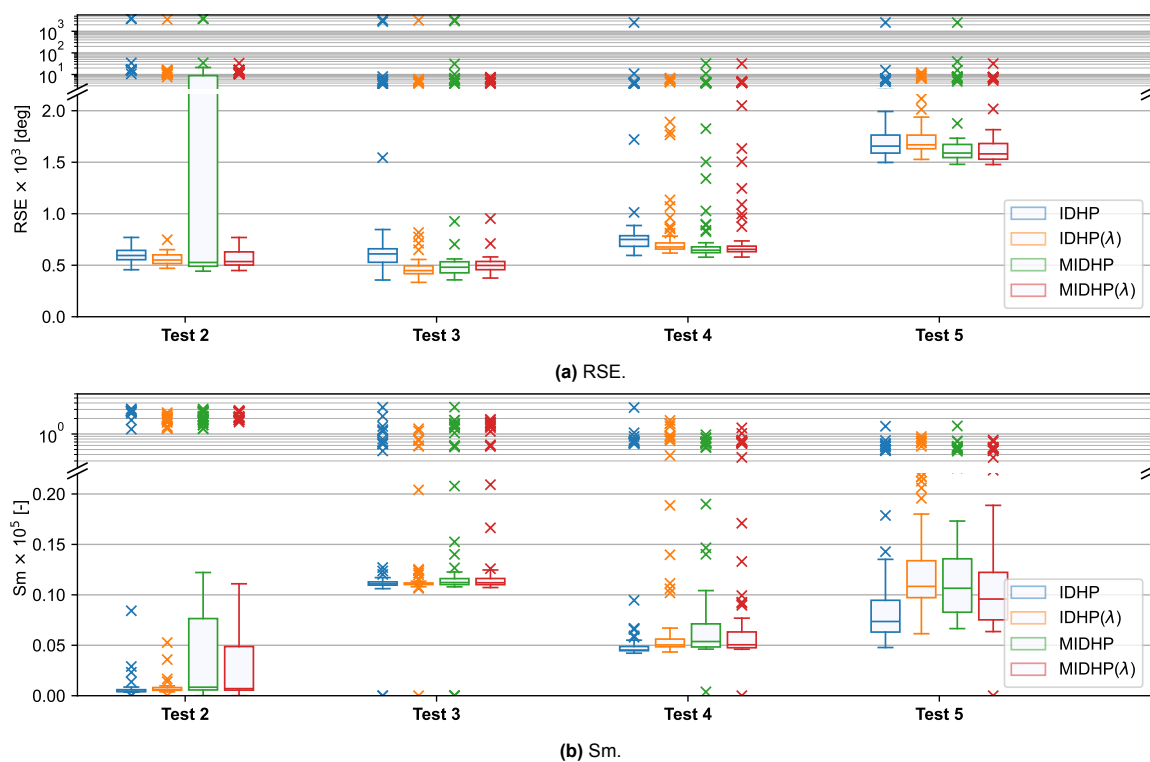 RSE × 10³ [deg]
10³
10²
10¹
2.0
1.5
1.0
0.5
0.0
IDHP
IDHP(λ)
MIDHP
MIDHP(λ)
Test 2 Test 3 Test 4 Test 5
(a) RSE.
Sm × 10⁵ [-]
10⁰
0.20
0.15
0.10
0.05
0.00
IDHP
IDHP(λ)
MIDHP
MIDHP(λ)
Test 2 Test 3 Test 4 Test 5
(b) Sm.